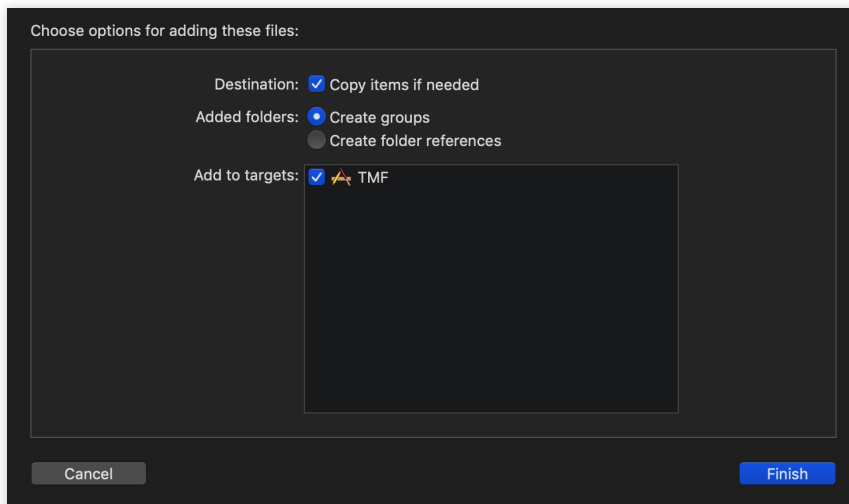 Choose options for adding these files:
Destination: Copy items if needed
Added folders: Create groups
Create folder references
Add to targets: TMF
Cancel Finish